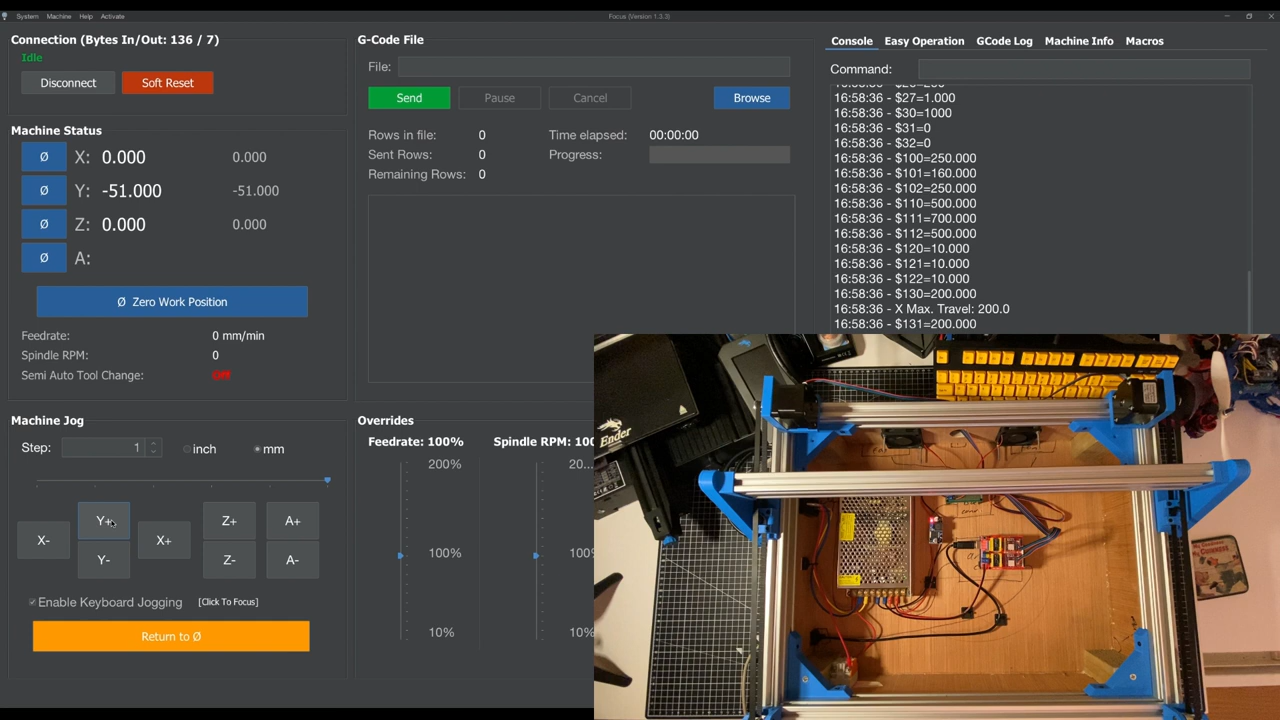 System Machine Help Activate
Focus (Version 1.3.3)
Connection (Bytes In/Out: 136 / 7)
Idle
Disconnect
Soft Reset
Machine Status
Ø X: 0.000 0.000
Ø Y: -51.000 -51.000
Ø Z: 0.000 0.000
Ø A:
Ø Zero Work Position
Feedrate: 0 mm/min
Spindle RPM: 0
Semi Auto Tool Change: Off
Machine Jog
Step: 1 inch mm
Y+
X-
X+
Y-
Z+
Z-
A+
A-
Enable Keyboard Jogging [Click To Focus]
Return to Ø
G-Code File
File:
Send Pause Cancel Browse
Rows in file: 0 Time elapsed: 00:00:00
Sent Rows: 0 Progress:
Remaining Rows: 0
Overrides
Feedrate: 100% Spindle RPM: 100
200% 20...
100% 100%
10% 10%
Console Easy Operation GCode Log Machine Info Macros
Command:
16:58:36 - $27=1.000
16:58:36 - $30=1000
16:58:36 - $31=0
16:58:36 - $32=0
16:58:36 - $100=250.000
16:58:36 - $101=160.000
16:58:36 - $102=250.000
16:58:36 - $110=500.000
16:58:36 - $111=700.000
16:58:36 - $112=500.000
16:58:36 - $120=10.000
16:58:36 - $121=10.000
16:58:36 - $122=10.000
16:58:36 - $130=200.000
16:58:36 - X Max. Travel: 200.0
16:58:36 - $131=200.000
Ender